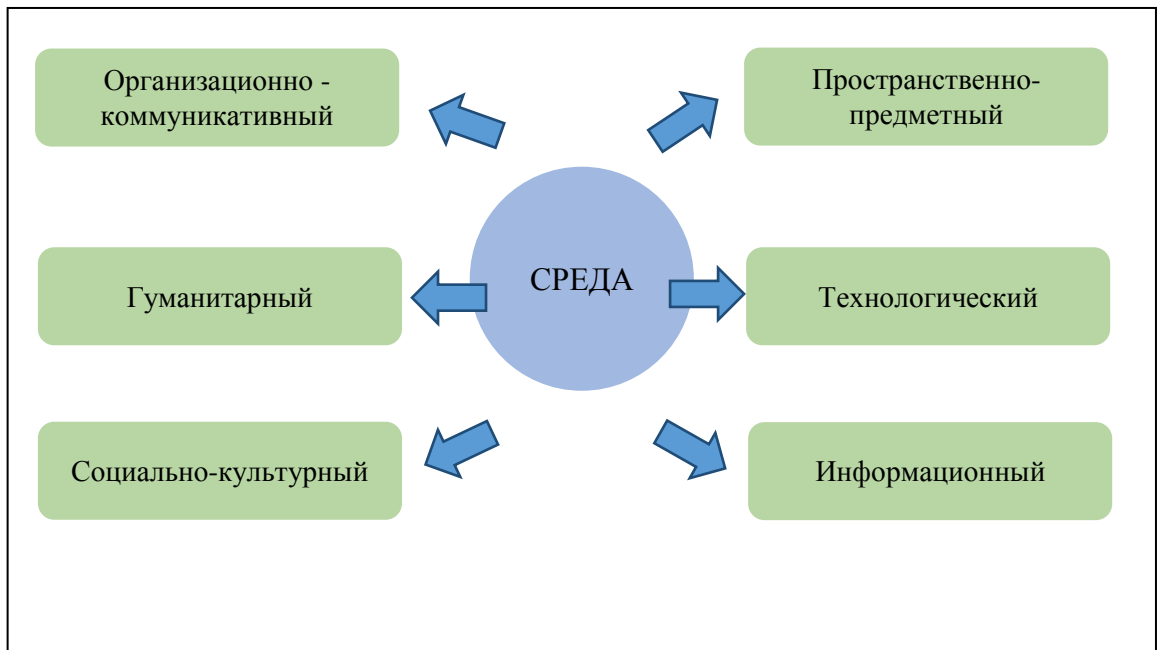 Организационно -
коммуникативный
Пространственно-
предметный
Гуманитарный
СРЕДА
Технологический
Социально-культурный
Информационный